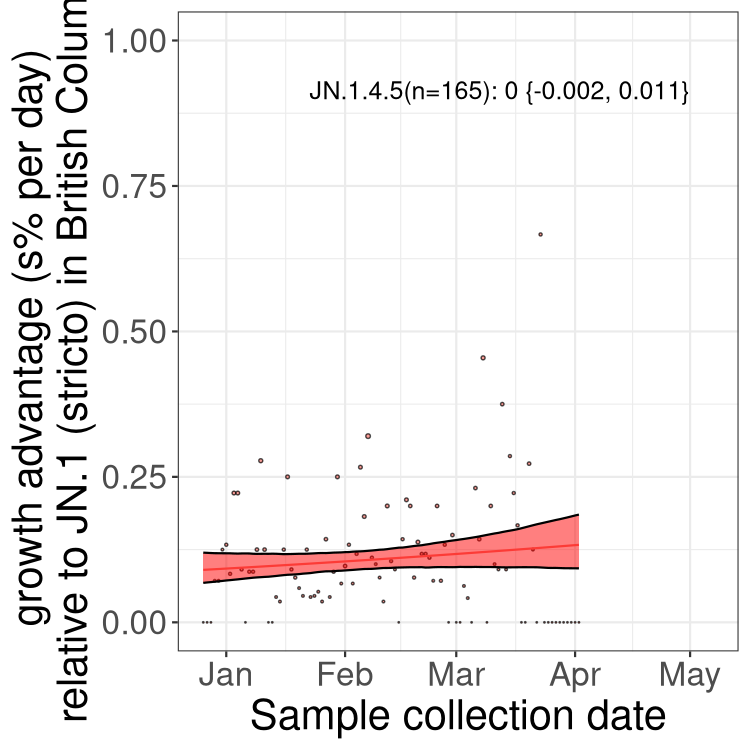 growth advantage (s% per day)
relative to JN.1 (stricto) in British Colum
1.00
0.75
0.50
0.25
0.00
JN.1.4.5(n=165): 0 {-0.002, 0.011}
Jan Feb Mar Apr May
Sample collection date